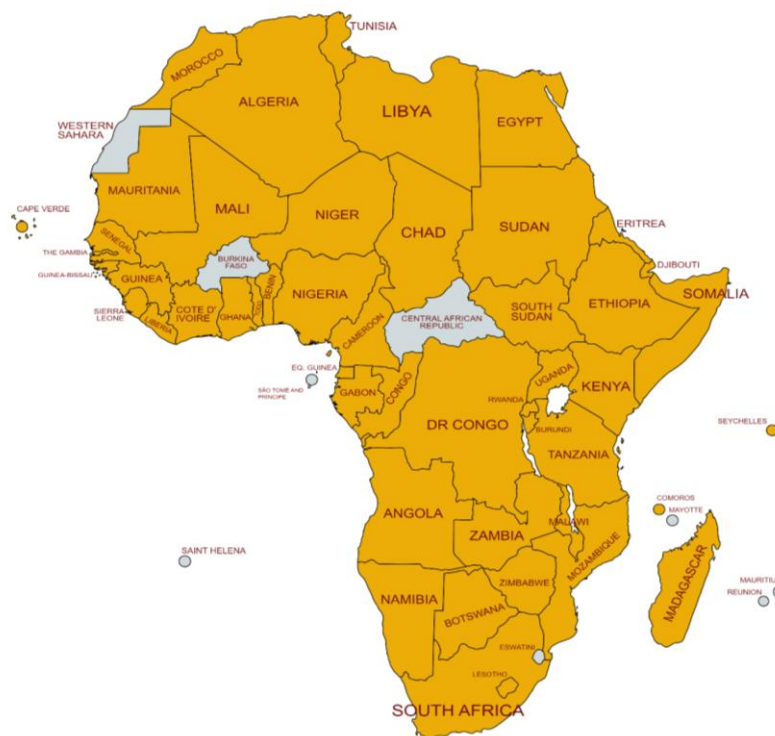 TUNISIA
MOROCCO
ALGERIA
LIBYA
EGYPT
WESTERN
SAHARA
MAURITANIA
MALI
NIGER
CHAD
SUDAN
ERITREA
CAPE VERDE
SENEGAL
THE GAMBIA
GUINEA-BISSAU
GUINEA
BURKINA
FASO
DJIBOUTI
SOMALIA
SIERRA-
LEONE
LIBERIA
COTE D'
IVOIRE
GHANA
TOGO
BENIN
NIGERIA
CAMEROON
CENTRAL AFRICAN
REPUBLIC
SOUTH
SUDAN
ETHIOPIA
EQ. GUINEA
SÃO TOMÉ AND
PRINCIPE
GABON
CONGO
DR CONGO
UGANDA
KENYA
RWANDA
BURUNDI
TANZANIA
SEYCHELLES
COMOROS
MAYOTTE
ANGOLA
ZAMBIA
MALAWI
MOZAMBIQUE
MADAGASCAR
SAINT HELENA
MAURITIU
REUNION
NAMIBIA
BOTSWANA
ZIMBABWE
ESWATINI
LESOTHO
SOUTH AFRICA